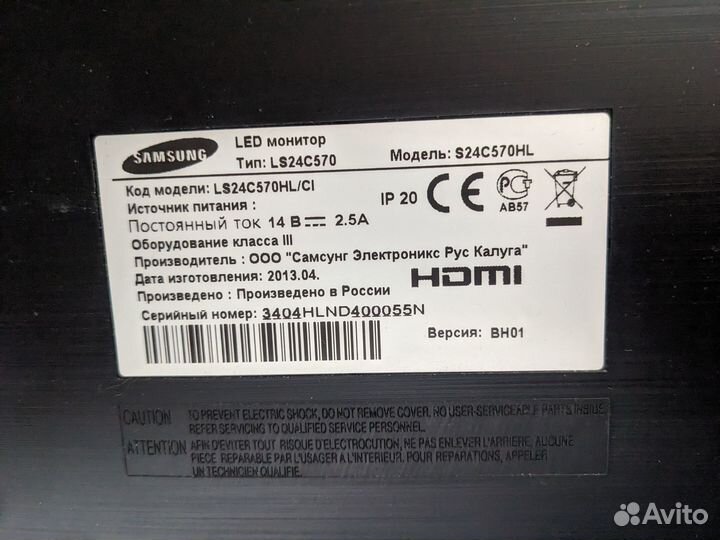 SAMSUNG
LED монитор
Тип: LS24C570 Модель: S24C570HL
Код модели: LS24C570HL/CI
IP 20 CE
АВ57
Источник питания :
Постоянный ток 14 В 2.5А
Оборудование класса III
Производитель : ООО "Самсунг Электроникс Рус Калуга"
Дата изготовления: 2013.04.
HDMI
Произведено : Произведено в России
Серийный номер: 3404HLND400055N
Версия: BH01
CAUTION TO PREVENT ELECTRIC SHOCK, DO NOT REMOVE COVER. NO USER-SERVICEABLE PARTS INSIDE.
REFER SERVICING TO QUALIFIED SERVICE PERSONNEL.
ATTENTION AFIN D'EVITER TOUT RISQUE D'ELECTROCUTION, NE PAS ENLEVER L'ARRIERE, AUCUNE
PIECE REPARABLE PAR L'USAGER A L'INTERIEUR. POUR REPARATIONS, APPELER
UN TECHNICIEN QUALIFIE.
Avito